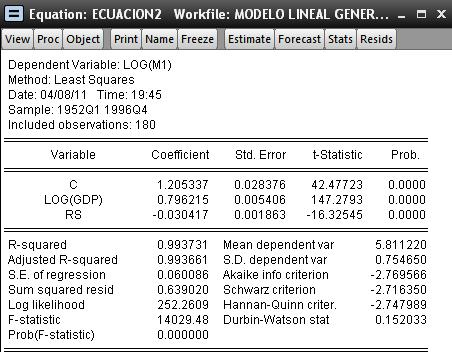 Equation: ECUACION2 Workfile: MODELO LINEAL GENER...
View Proc Object Print Name Freeze Estimate Forecast Stats Resids
Dependent Variable: LOG(M1)
Method: Least Squares
Date: 04/08/11 Time: 19:45
Sample: 1952Q1 1996Q4
Included observations: 180
Variable Coefficient Std. Error t-Statistic Prob.
C 1.205337 0.028376 42.47723 0.0000
LOG(GDP) 0.796215 0.005406 147.2793 0.0000
RS -0.030417 0.001863 -16.32545 0.0000
R-squared 0.993731 Mean dependent var 5.811220
Adjusted R-squared 0.993661 S.D. dependent var 0.754650
S.E. of regression 0.060086 Akaike info criterion -2.769566
Sum squared resid 0.639020 Schwarz criterion -2.716350
Log likelihood 252.2609 Hannan-Quinn criter. -2.747989
F-statistic 14029.48 Durbin-Watson stat 0.152033
Prob(F-statistic) 0.000000